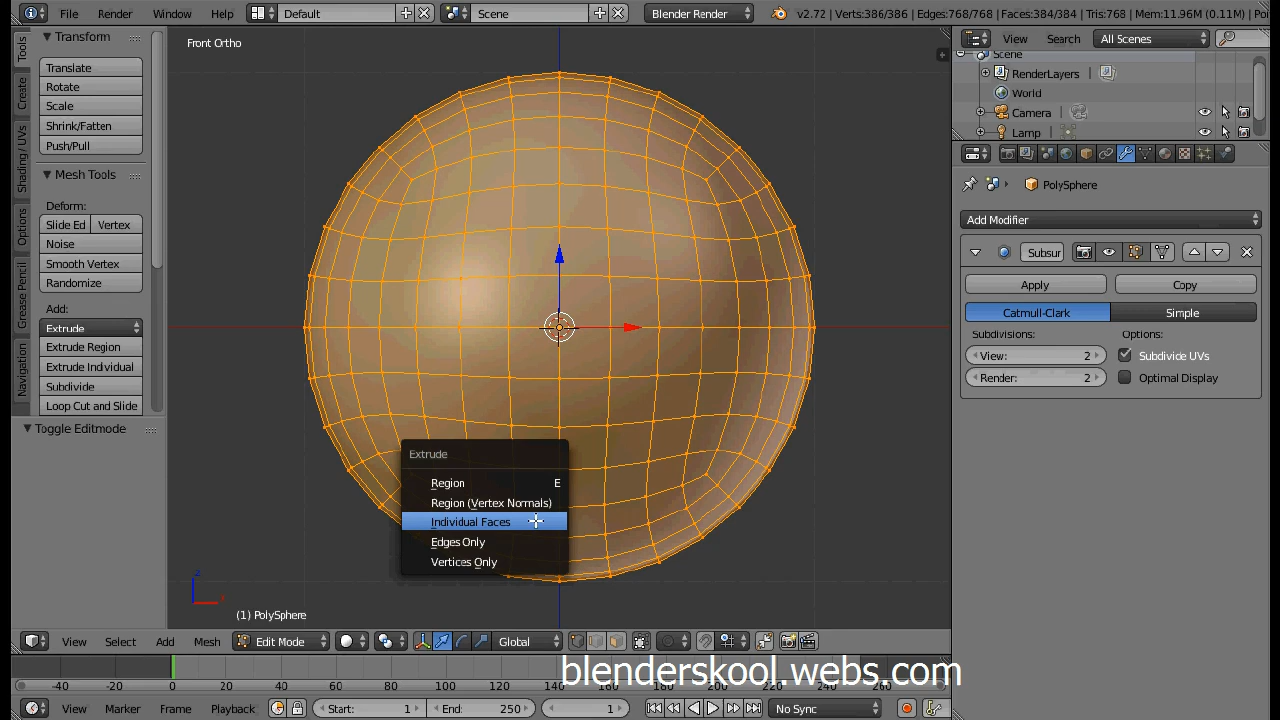 File Render Window Help Default Scene Blender Render v2.72 | Verts:386/386 | Edges:768/768 | Faces:384/384 | Tris:768 | Mem:11.96M (0.11M) |
Tools
Create
Shading / UVs
Options
Grease Pencil
Navigation
Transform
Translate
Rotate
Scale
Shrink/Fatten
Push/Pull
Mesh Tools
Deform:
Slide Ed Vertex
Noise
Smooth Vertex
Randomize
Add:
Extrude
Extrude Region
Extrude Individual
Subdivide
Loop Cut and Slide
Toggle Editmode
Front Ortho
Extrude
Region E
Region (Vertex Normals)
Individual Faces
Edges Only
Vertices Only
z
x
(1) PolySphere
View Select Add Mesh Edit Mode Global
-40 -20 0 20 40 60 80 100 120 140 160 180 200 220 240 260
View Marker Frame Playback Start: 1 End: 250 1 No Sync
View Search All Scenes
Scene
RenderLayers
World
Camera
Lamp
PolySphere
Add Modifier
Subsur
Apply Copy
Catmull-Clark Simple
Subdivisions: Options:
View: 2 Subdivide UVs
Render: 2 Optimal Display
blenderskool.webs.com